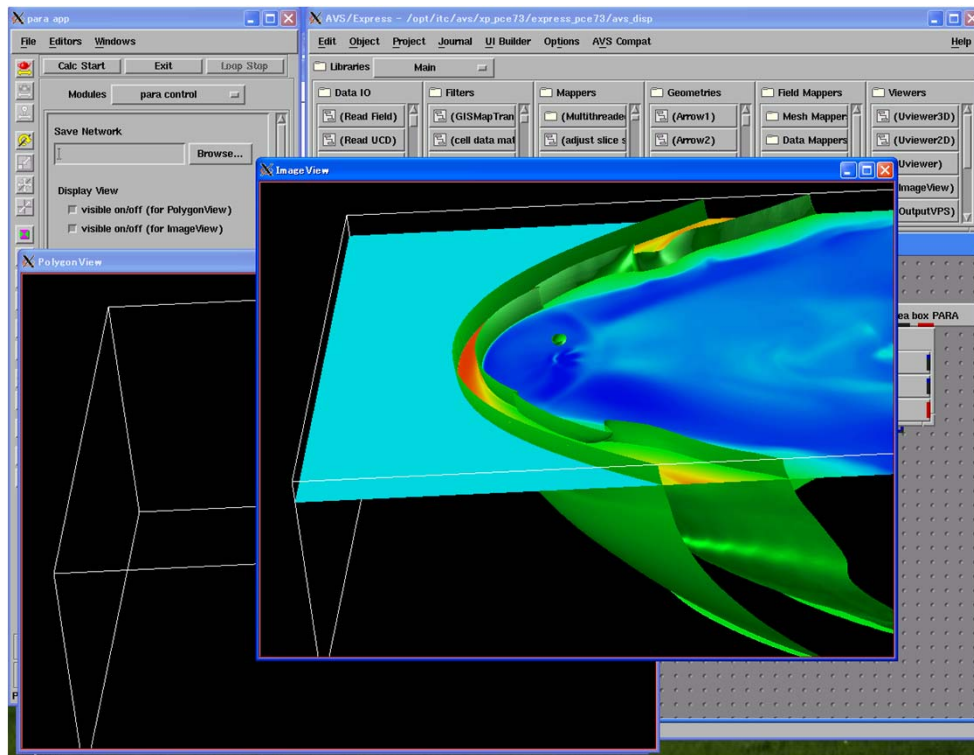 para app
File Editors Windows
Calc Start Exit Loop Stop
Modules para control
Save Network
Browse...
Display View
visible on/off (for PolygonView)
visible on/off (for ImageView)
AVS/Express - /opt/itc/avs/xp_pce73/express_pce73/avs_disp
Edit Object Project Journal UI Builder Options AVS Compat Help
Libraries Main
Data IO Filters Mappers Geometries Field Mappers Viewers
(Read Field) (GISMapTran (Multithreade (Arrow1) Mesh Mapper (Uviewer3D)
(Read UCD) (cell data mat (adjust slice s (Arrow2) Data Mappers (Uviewer2D)
Uviewer)
ImageView)
OutputVPS)
ImageView
PolygonView
ea box PARA
P